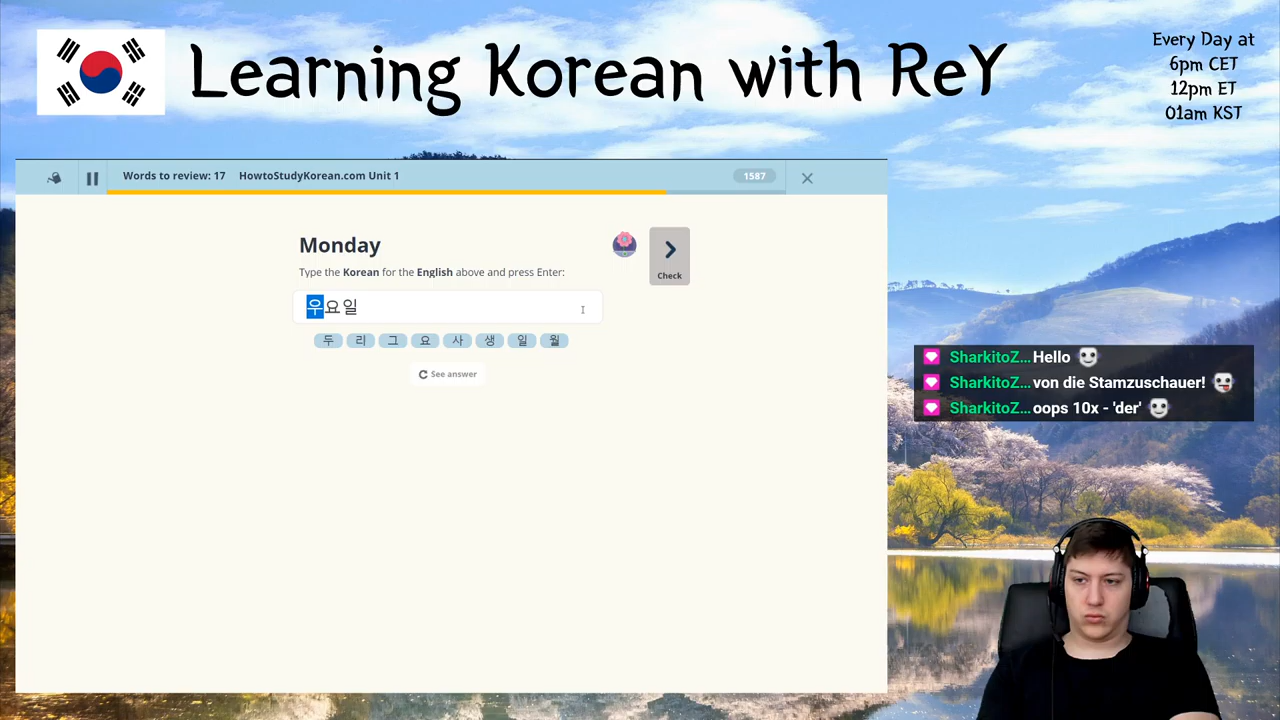 Learning Korean with ReY
Every Day at
6pm CET
12pm ET
01am KST
Words to review: 17 HowtoStudyKorean.com Unit 1
1587
Monday
Type the Korean for the English above and press Enter:
Check
우요일
두 리 그 요 사 생 일 월
See answer
SharkitoZ... Hello
SharkitoZ... von die Stamzuschauer!
SharkitoZ... oops 10x - 'der'